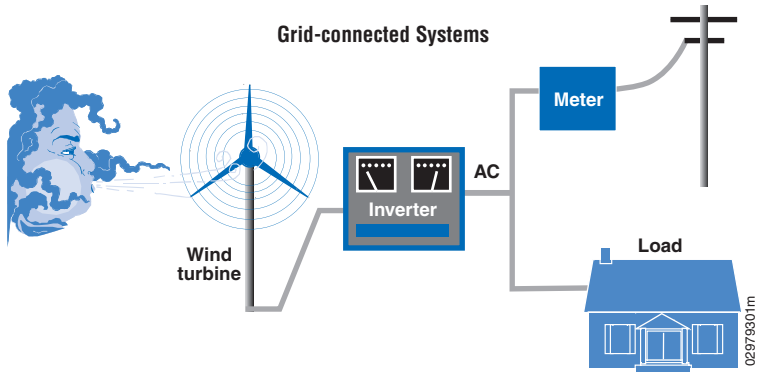 Grid-connected Systems
Wind
turbine
Inverter
AC
Meter
Load
02979301m